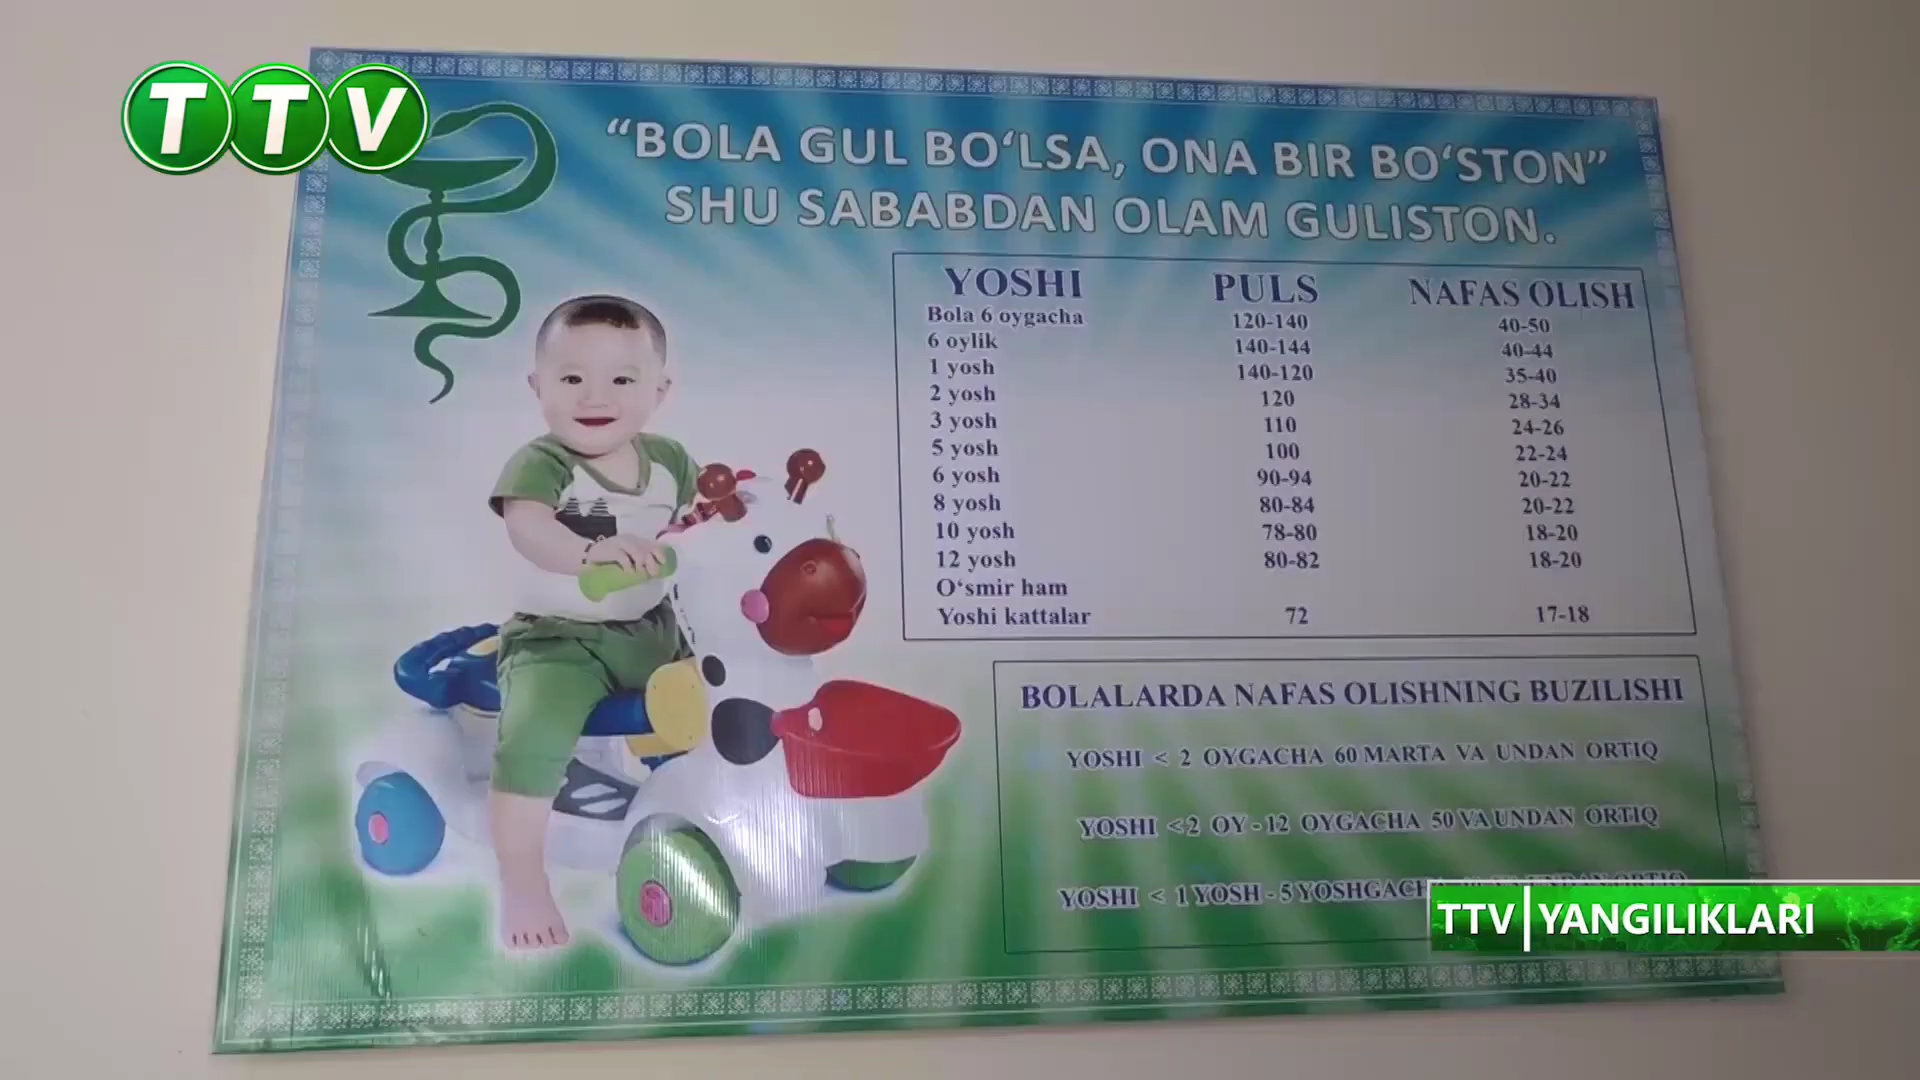 TTV
“BOLA GUL BO‘LSA, ONA BIR BO‘STON”
SHU SABABDAN OLAM GULISTON.
YOSHI PULS NAFAS OLISH
Bola 6 oygacha 120-140 40-50
6 oylik 140-144 40-44
1 yosh 140-120 35-40
2 yosh 120 28-34
3 yosh 110 24-26
5 yosh 100 22-24
6 yosh 90-94 20-22
8 yosh 80-84 20-22
10 yosh 78-80 18-20
12 yosh 80-82 18-20
O‘smir ham
Yoshi kattalar 72 17-18
BOLALARDA NAFAS OLISHNING BUZILISHI
YOSHI < 2 OYGACHA 60 MARTA VA UNDAN ORTIQ
YOSHI < 2 OY - 12 OYGACHA 50 VA UNDAN ORTIQ
YOSHI < 1 YOSH - 5 YOSHGACHA VA UNDAN ORTIQ
TTV YANGILIKLARI